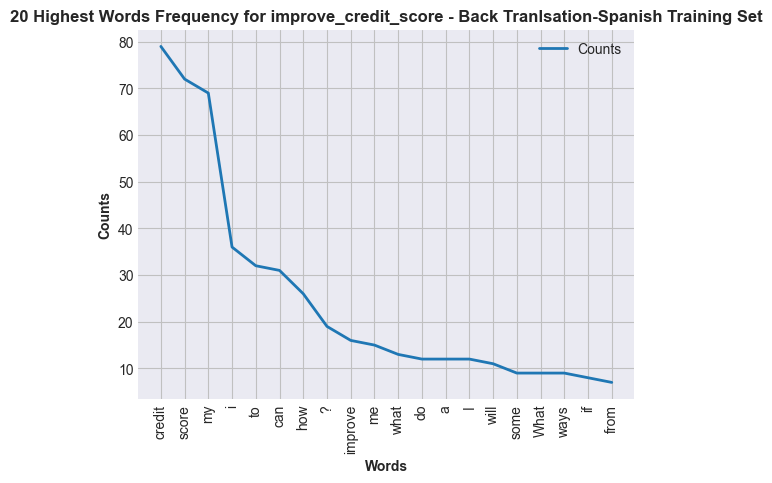 20 Highest Words Frequency for improve_credit_score - Back Tranlsation-Spanish Training Set
Counts
80
70
60
50
40
30
20
10
Counts
credit
score
my
i
to
can
how
?
improve
me
what
do
a
I
will
some
What
ways
if
from
Words